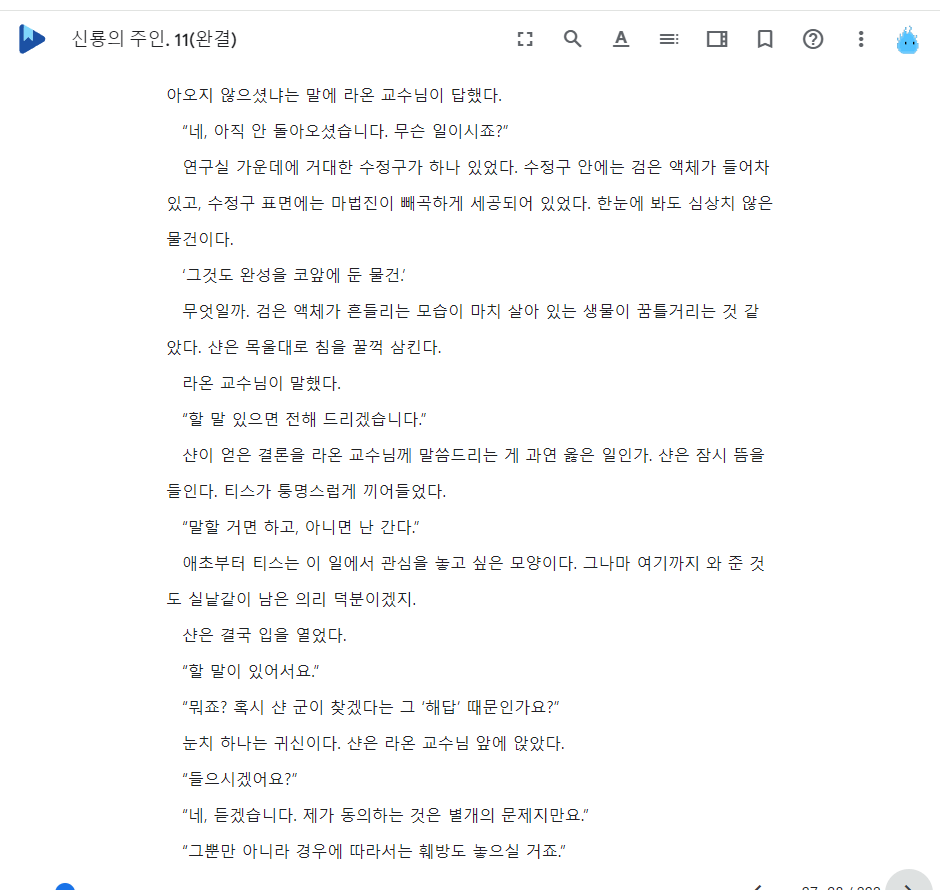 신룡의 주인. 11(완결)
아오지 않으셨냐는 말에 라온 교수님이 답했다.
“네, 아직 안 돌아오셨습니다. 무슨 일이시죠?”
연구실 가운데에 거대한 수정구가 하나 있었다. 수정구 안에는 검은 액체가 들어차
있고, 수정구 표면에는 마법진이 빼곡하게 세공되어 있었다. 한눈에 봐도 심상치 않은
물건이다.
‘그것도 완성을 코앞에 둔 물건.’
무엇일까. 검은 액체가 흔들리는 모습이 마치 살아 있는 생물이 꿈틀거리는 것 같
았다. 샨은 목울대로 침을 꿀꺽 삼킨다.
라온 교수님이 말했다.
“할 말 있으면 전해 드리겠습니다.”
샨이 얻은 결론을 라온 교수님께 말씀드리는 게 과연 옳은 일인가. 샨은 잠시 뜸을
들인다. 티스가 퉁명스럽게 끼어들었다.
“말할 거면 하고, 아니면 난 간다.”
애초부터 티스는 이 일에서 관심을 놓고 싶은 모양이다. 그나마 여기까지 와 준 것
도 실낱같이 남은 의리 덕분이겠지.
샨은 결국 입을 열었다.
“할 말이 있어서요.”
“뭐죠? 혹시 샨 군이 찾겠다는 그 ‘해답’ 때문인가요?”
눈치 하나는 귀신이다. 샨은 라온 교수님 앞에 앉았다.
“들으시겠어요?”
“네, 듣겠습니다. 제가 동의하는 것은 별개의 문제지만요.”
“그뿐만 아니라 경우에 따라서는 훼방도 놓으실 거죠.”